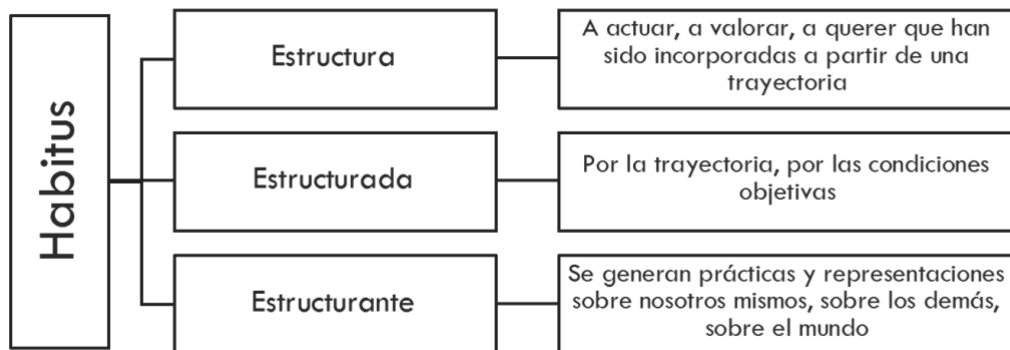 Habitus
Estructura
A actuar, a valorar, a querer que han
sido incorporadas a partir de una
trayectoria
Estructurada
Por la trayectoria, por las condiciones
objetivas
Estructurante
Se generan prácticas y representaciones
sobre nosotros mismos, sobre los demás,
sobre el mundo